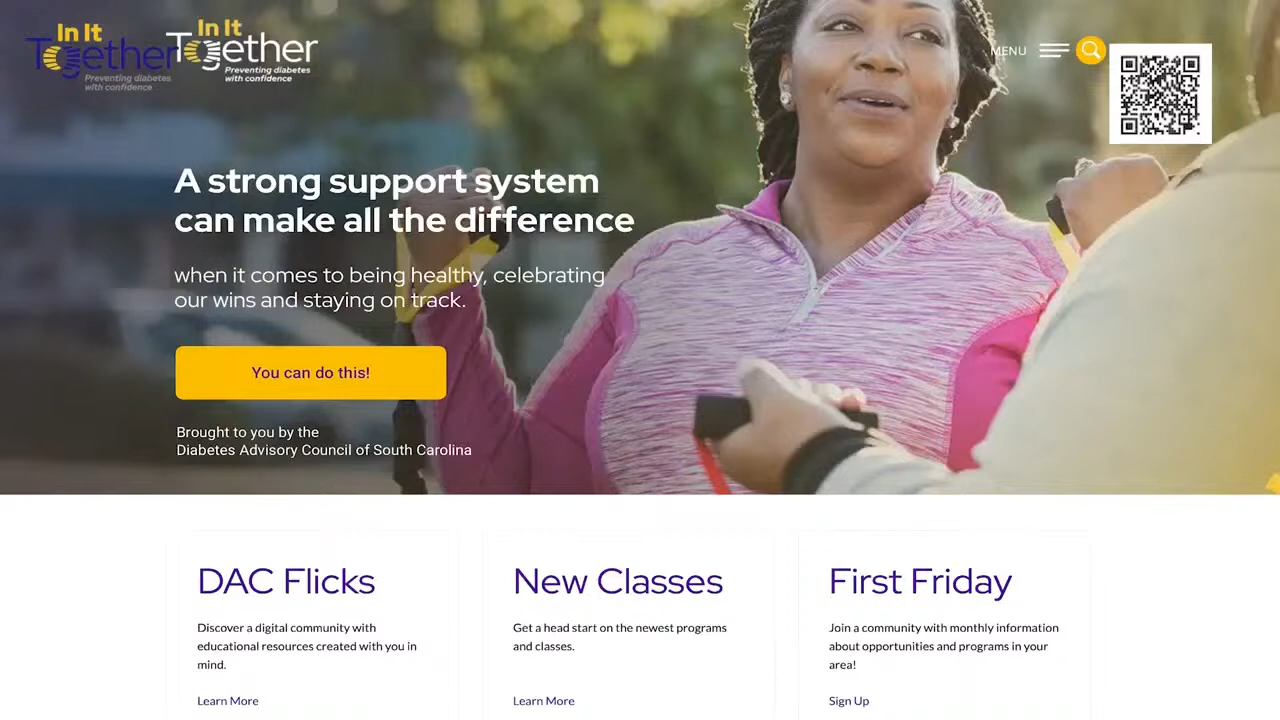 In It
Together
Preventing diabetes
with confidence
In It
Together
Preventing diabetes
with confidence
MENU
A strong support system
can make all the difference
when it comes to being healthy, celebrating
our wins and staying on track.
You can do this!
Brought to you by the
Diabetes Advisory Council of South Carolina
DAC Flicks
Discover a digital community with
educational resources created with you in
mind.
Learn More
New Classes
Get a head start on the newest programs
and classes.
Learn More
First Friday
Join a community with monthly information
about opportunities and programs in your
area!
Sign Up